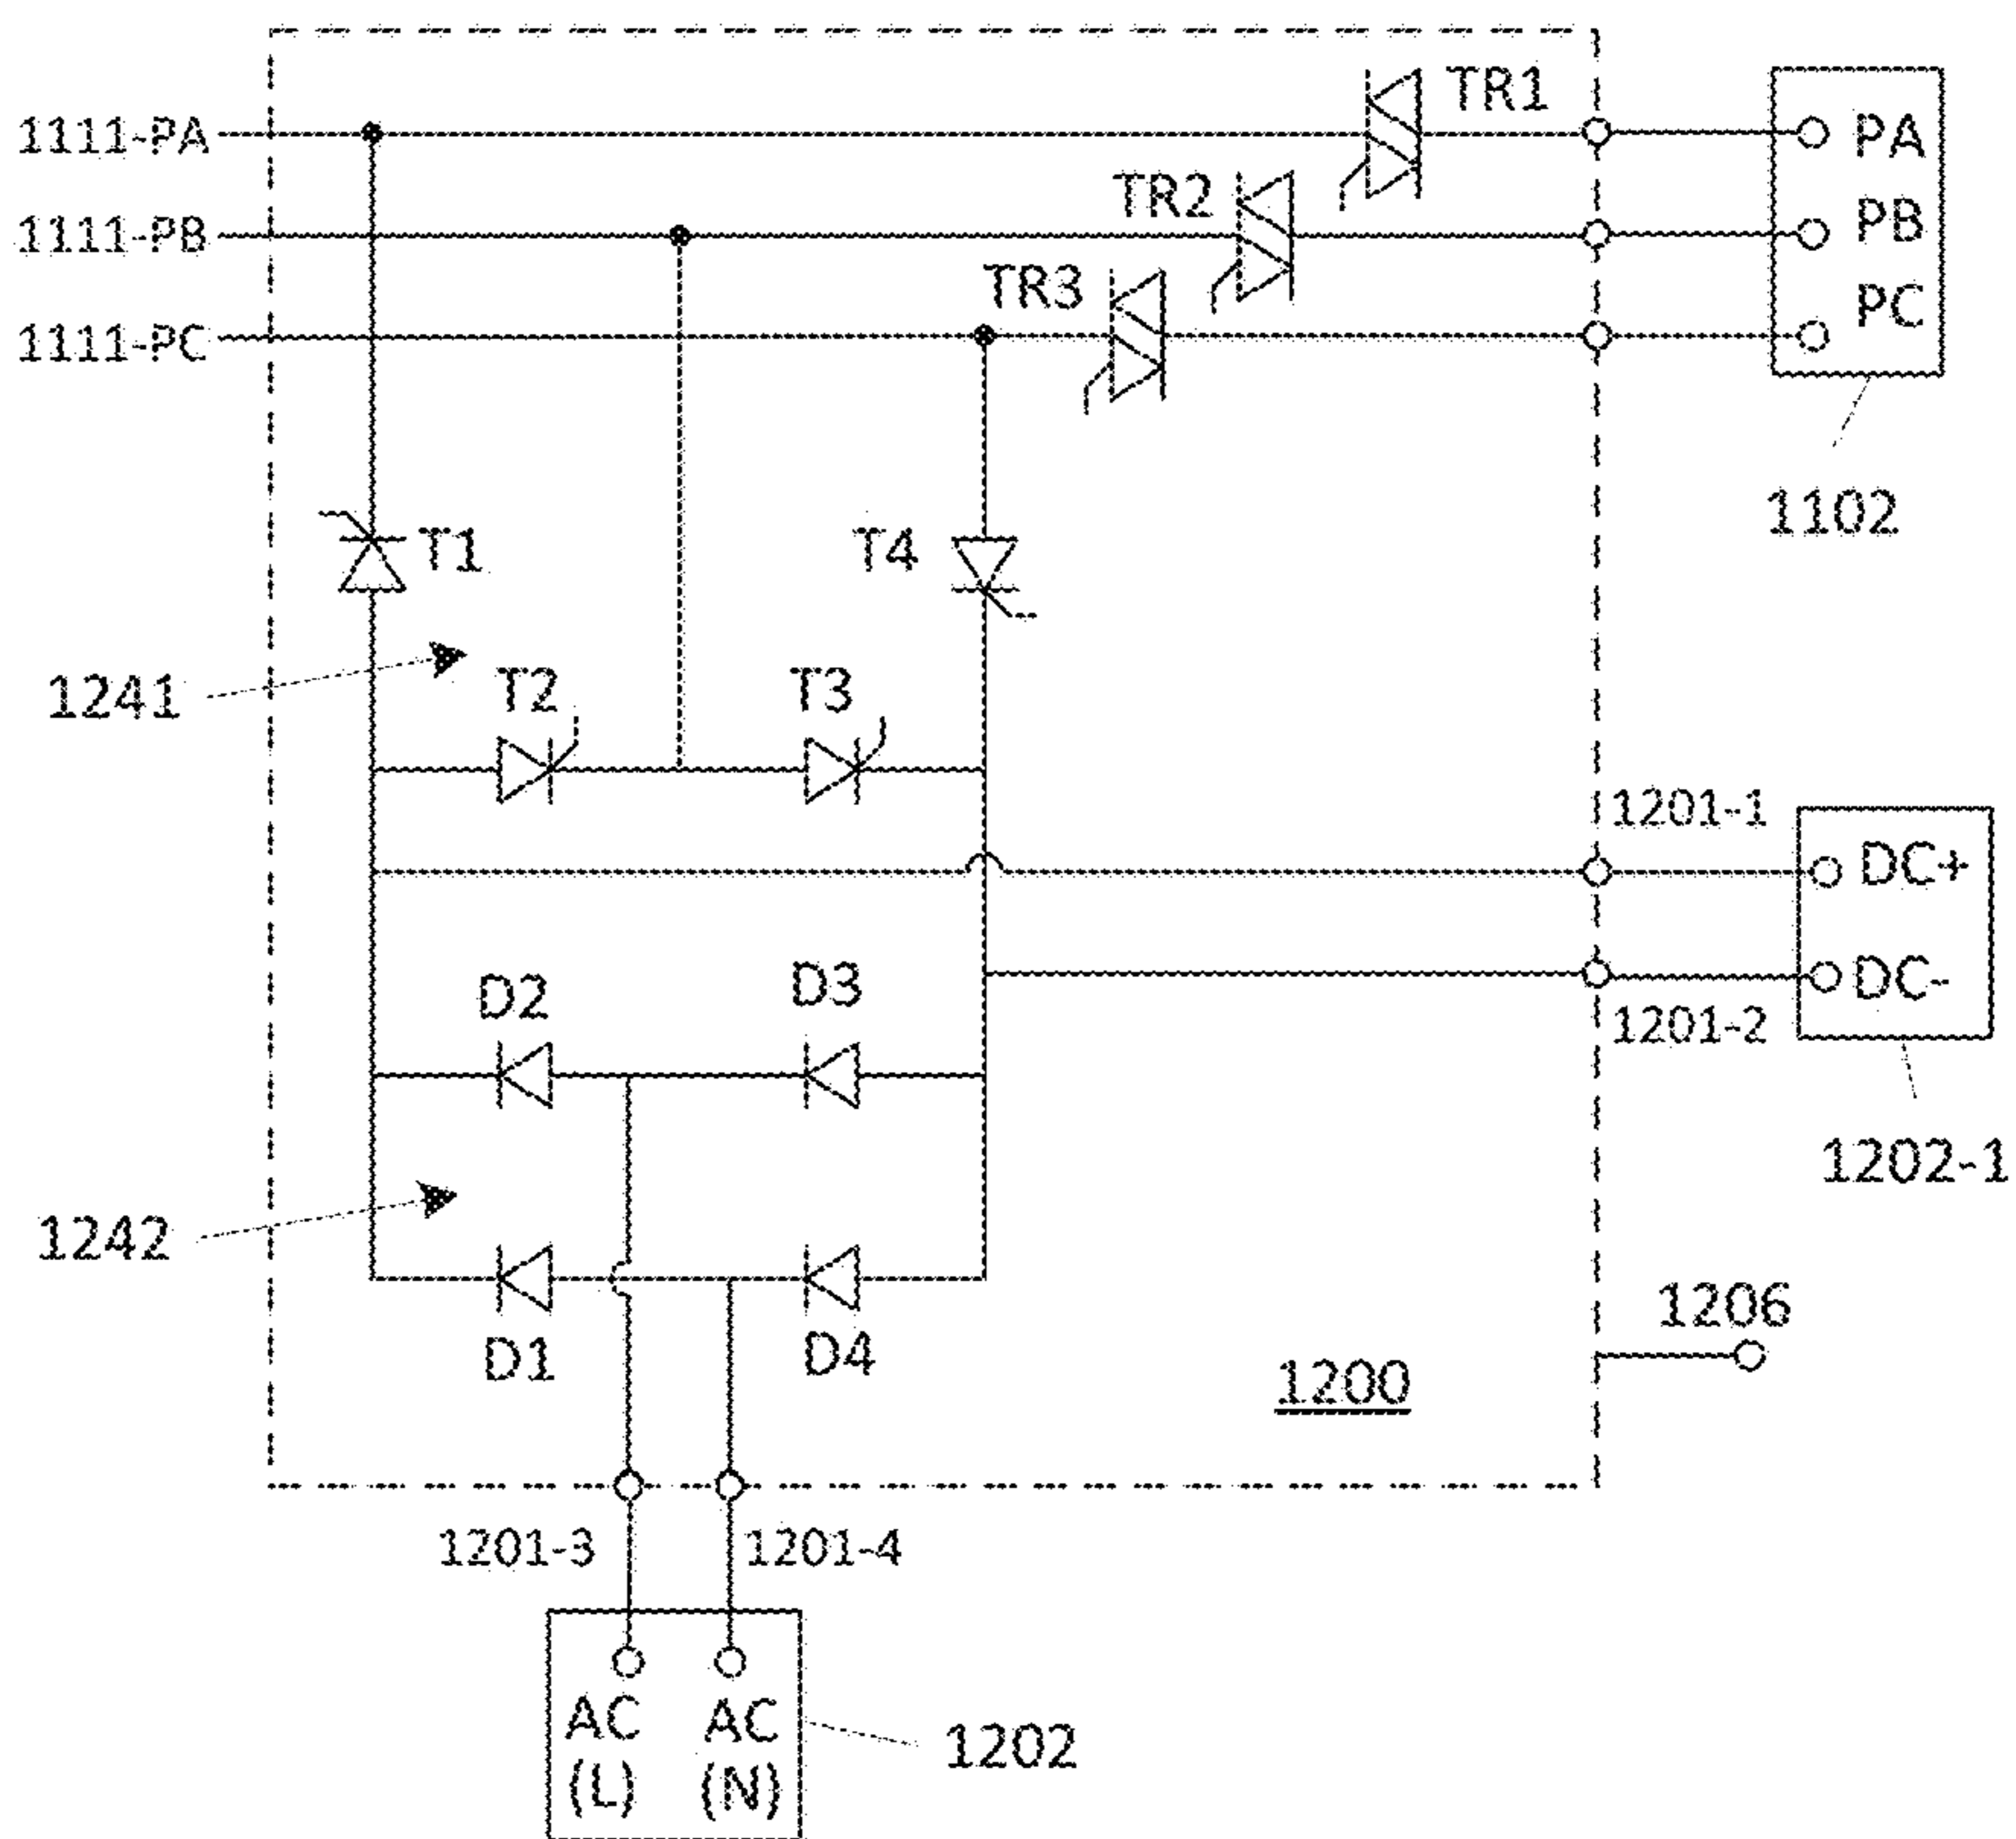 TR1
1111-PA
PA
TR2
1111-PB
PB
TR3
PC
1111-PC
1102
T1
T4
1241
T2
T3
1201-1
DC+
D2
D3
DC-
1201-2
1202-1
1242
1206
D1
D4
1200
1201-3
1201-4
AC
(L)
AC
(N)
1202